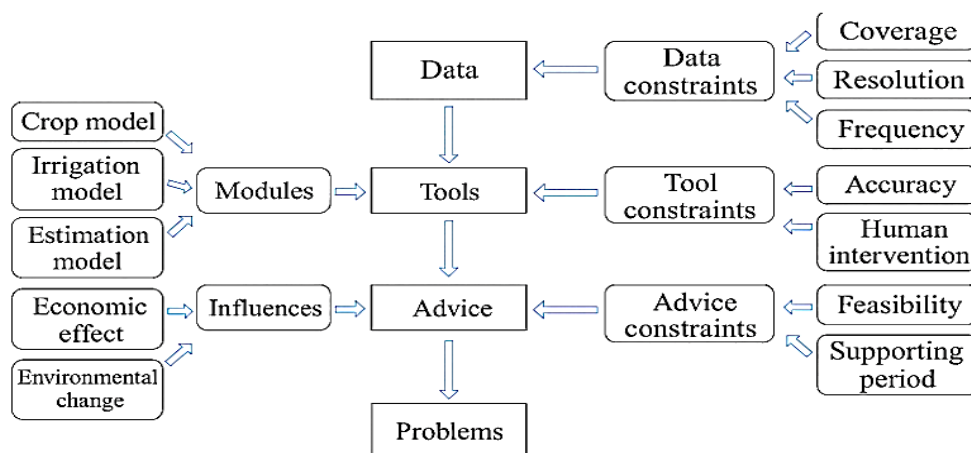 Coverage
Data
Data
constraints
Resolution
Frequency
Crop model
Irrigation
model
Modules
Tools
Tool
constraints
Accuracy
Human
intervention
Estimation
model
Economic
effect
Influences
Advice
Advice
constraints
Feasibility
Supporting
period
Environmental
change
Problems